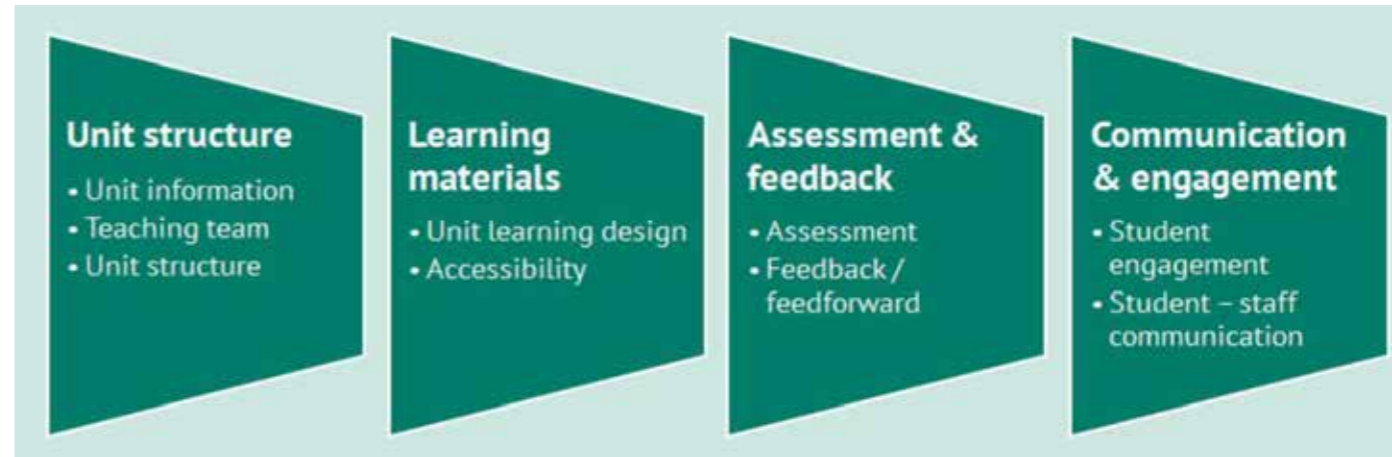 Unit structure
• Unit information
• Teaching team
• Unit structure
Learning
materials
• Unit learning design
• Accessibility
Assessment &
feedback
• Assessment
• Feedback /
feedforward
Communication
& engagement
• Student
engagement
• Student – staff
communication